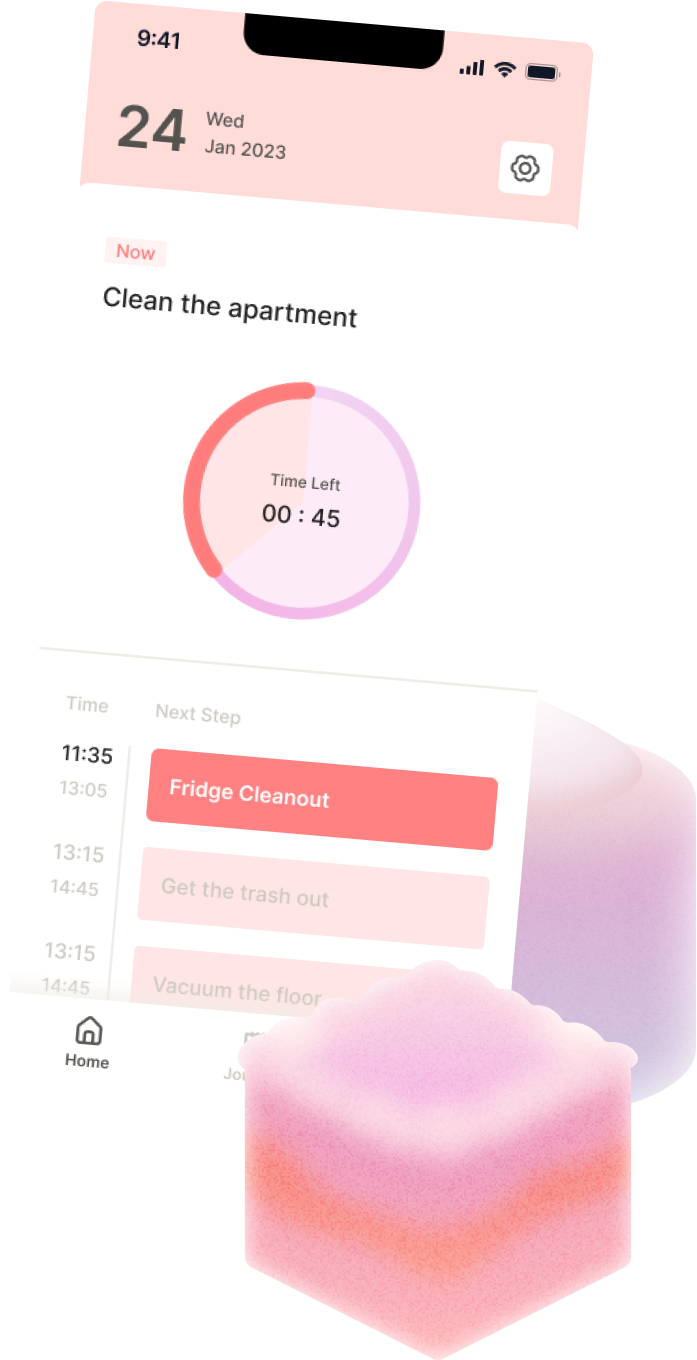 9:41
24
Wed
Jan 2023
Now
Clean the apartment
Time Left
00 : 45
Time
Next Step
11:35
13:05
Fridge Cleanout
13:15
14:45
Get the trash out
13:15
14:45
Vacuum the floor
Home